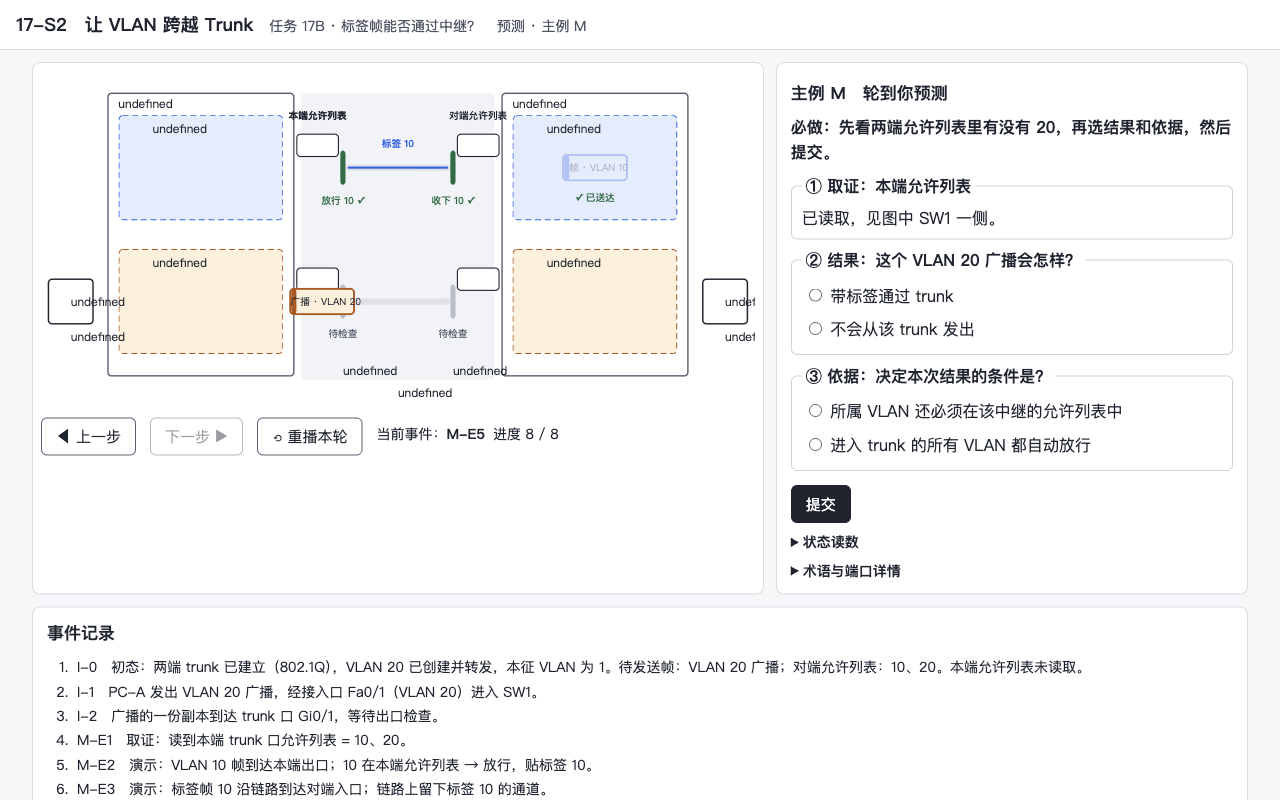 17-S2 让 VLAN 跨越 Trunk 任务 17B · 标签帧能否通过中继? 预测 · 主例 M
undefined
undefined
本端允许列表
对端允许列表
undefined
undefined
标签 10
帧 · VLAN 10
放行 10 ✓
收下 10 ✓
✓ 已送达
undefined
undefined
广播 · VLAN 20
undefined
undefined
undef
待检查
待检查
undefined
undef
undefined
undefined
undefined
◀ 上一步
下一步 ▶
⟲ 重播本轮
当前事件：M-E5 进度 8 / 8
主例 M 轮到你预测
必做：先看两端允许列表里有没有 20，再选结果和依据，然后
提交。
① 取证：本端允许列表
已读取，见图中 SW1 一侧。
② 结果：这个 VLAN 20 广播会怎样?
带标签通过 trunk
不会从该 trunk 发出
③ 依据：决定本次结果的条件是?
所属 VLAN 还必须在该中继的允许列表中
进入 trunk 的所有 VLAN 都自动放行
提交
▶ 状态读数
▶ 术语与端口详情
事件记录
1. I-0 初态：两端 trunk 已建立（802.1Q），VLAN 20 已创建并转发，本征 VLAN 为 1。待发送帧：VLAN 20 广播；对端允许列表：10、20。本端允许列表未读取。
2. I-1 PC-A 发出 VLAN 20 广播，经接入口 Fa0/1（VLAN 20）进入 SW1。
3. I-2 广播的一份副本到达 trunk 口 Gi0/1，等待出口检查。
4. M-E1 取证：读到本端 trunk 口允许列表 = 10、20。
5. M-E2 演示：VLAN 10 帧到达本端出口；10 在本端允许列表 → 放行，贴标签 10。
6. M-E3 演示：标签帧 10 沿链路到达对端入口；链路上留下标签 10 的通道。